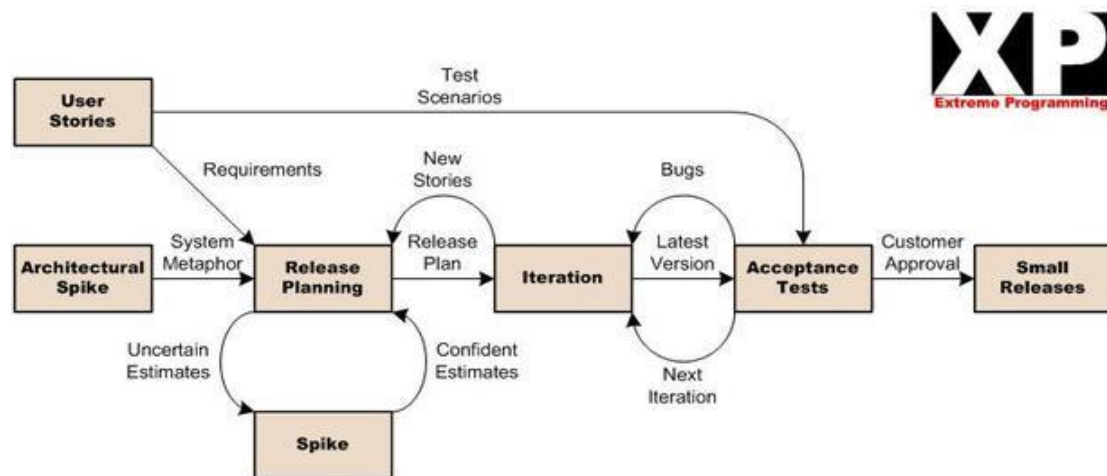 XP
Extreme Programming
User
Stories
Test
Scenarios
Requirements
New
Stories
Bugs
Architectural
Spike
System
Metaphor
Release
Planning
Release
Plan
Iteration
Latest
Version
Acceptance
Tests
Customer
Approval
Small
Releases
Uncertain
Estimates
Confident
Estimates
Next
Iteration
Spike